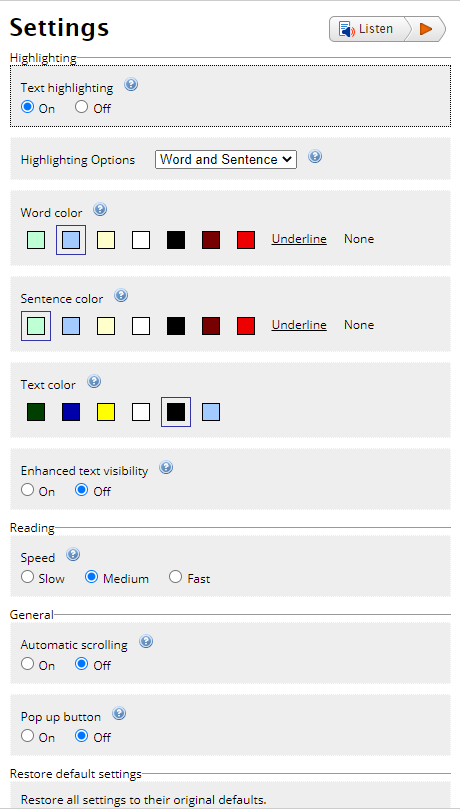 Settings
Listen
Highlighting
Text highlighting ?
On Off
Highlighting Options Word and Sentence ?
Word color ?
Underline None
Sentence color ?
Underline None
Text color ?
Enhanced text visibility ?
On Off
Reading
Speed ?
Slow Medium Fast
General
Automatic scrolling ?
On Off
Pop up button ?
On Off
Restore default settings
Restore all settings to their original defaults.